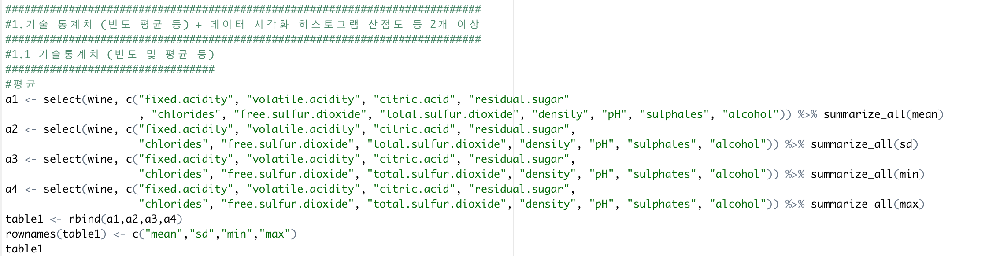 ###########################################################################
#1.기술 통계치 (빈도 평균 등) + 데이터 시각화 히스토그램 산점도 등 2개 이상
###########################################################################
#1.1 기술통계치 (빈도 및 평균 등)
#################################
#평균
a1 <- select(wine, c("fixed.acidity", "volatile.acidity", "citric.acid", "residual.sugar"
                     , "chlorides", "free.sulfur.dioxide", "total.sulfur.dioxide", "density", "pH", "sulphates", "alcohol")) %>% summarize_all(mean)
a2 <- select(wine, c("fixed.acidity", "volatile.acidity", "citric.acid", "residual.sugar",
                     "chlorides", "free.sulfur.dioxide", "total.sulfur.dioxide", "density", "pH", "sulphates", "alcohol")) %>% summarize_all(sd)
a3 <- select(wine, c("fixed.acidity", "volatile.acidity", "citric.acid", "residual.sugar",
                     "chlorides", "free.sulfur.dioxide", "total.sulfur.dioxide", "density", "pH", "sulphates", "alcohol")) %>% summarize_all(min)
a4 <- select(wine, c("fixed.acidity", "volatile.acidity", "citric.acid", "residual.sugar",
                     "chlorides", "free.sulfur.dioxide", "total.sulfur.dioxide", "density", "pH", "sulphates", "alcohol")) %>% summarize_all(max)
table1 <- rbind(a1,a2,a3,a4)
rownames(table1) <- c("mean","sd","min","max")
table1